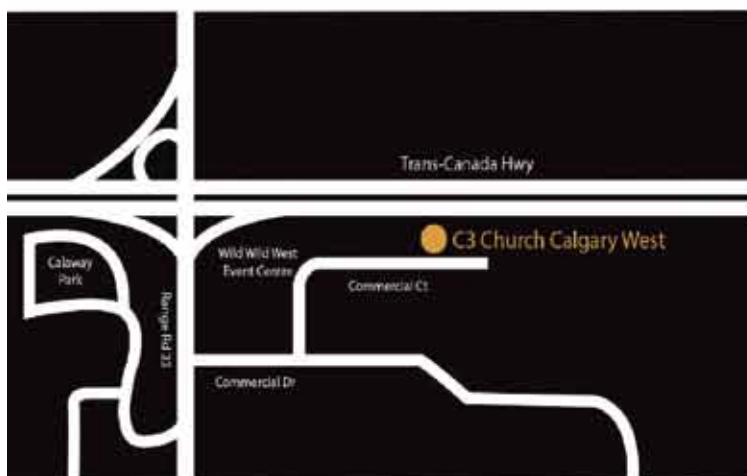 Trans-Canada Hwy
C3 Church Calgary West
Wild Wild West
Event Centre
Calaway
Park
Commercial Ct
Range Rd 33
Commercial Dr